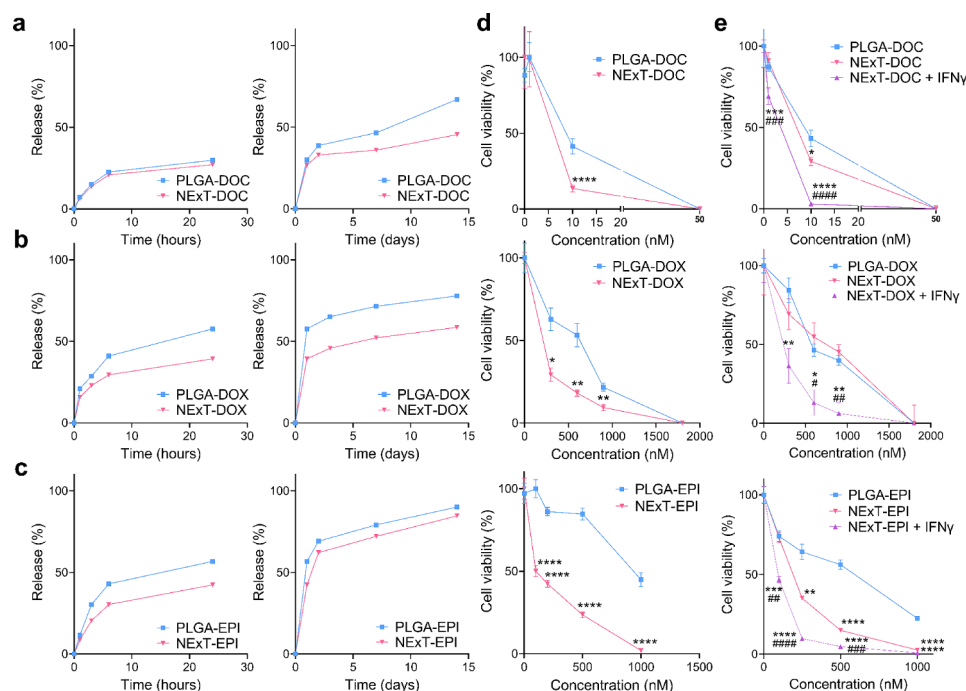 a
Release (%)
100
50
0
0
10
20
30
Time (hours)
PLGA-DOC
NExT-DOC
Release (%)
100
50
0
0
5
10
15
Time (days)
PLGA-DOC
NExT-DOC
d
Cell viability (%)
100
50
0
0
5
10
15
20
50
Concentration (nM)
PLGA-DOC
NExT-DOC
****
e
Cell viability (%)
100
50
0
0
5
10
15
20
50
Concentration (nM)
PLGA-DOC
NExT-DOC
NExT-DOC + IFNγ
***
###
*
****
####
b
Release (%)
100
50
0
0
10
20
30
Time (hours)
PLGA-DOX
NExT-DOX
Release (%)
100
50
0
0
5
10
15
Time (days)
PLGA-DOX
NExT-DOX
Cell viability (%)
100
50
0
0
500
1000
1500
2000
Concentration (nM)
PLGA-DOX
NExT-DOX
*
**
**
Cell viability (%)
100
50
0
0
500
1000
1500
2000
Concentration (nM)
PLGA-DOX
NExT-DOX
NExT-DOX + IFNγ
**
*
#
**
##
c
Release (%)
100
50
0
0
10
20
30
Time (hours)
PLGA-EPI
NExT-EPI
Release (%)
100
50
0
0
5
10
15
Time (days)
PLGA-EPI
NExT-EPI
Cell viability (%)
100
50
0
0
500
1000
1500
Concentration (nM)
PLGA-EPI
NExT-EPI
****
****
****
****
Cell viability (%)
100
50
0
0
500
1000
Concentration (nM)
PLGA-EPI
NExT-EPI
NExT-EPI + IFNγ
***
##
**
****
####
****
****
###
****
****